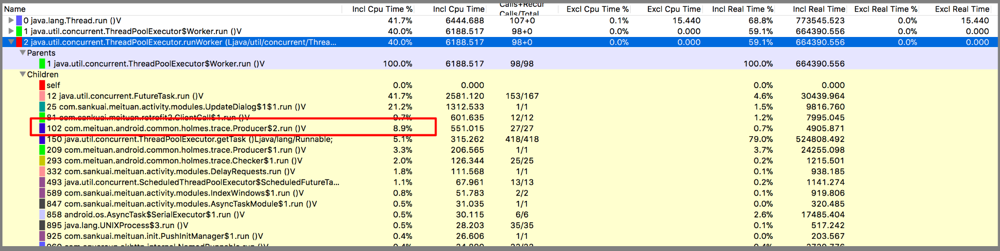 Name Incl Cpu Time % Incl Cpu Time Calls+Recur Calls/Total Excl Cpu Time % Excl Cpu Time Incl Real Time % Incl Real Time Excl Real Time % Excl Real Time
0 java.lang.Thread.run ()V 41.7% 6444.688 107+0 0.1% 15.440 68.8% 773545.523 0.0% 15.440
1 java.util.concurrent.ThreadPoolExecutor$Worker.run ()V 40.0% 6188.517 98+0 0.0% 0.000 59.1% 664390.556 0.0% 0.000
2 java.util.concurrent.ThreadPoolExecutor.runWorker (Ljava/util/concurrent/Threa... 40.0% 6188.517 98+0 0.0% 0.000 59.1% 664390.556 0.0% 0.000
Parents
1 java.util.concurrent.ThreadPoolExecutor$Worker.run ()V 100.0% 6188.517 98/98 100.0% 664390.556
Children
self 0.0% 0.000 0.0% 0.000
12 java.util.concurrent.FutureTask.run ()V 41.7% 2581.120 153/167 4.6% 30439.964
25 com.sankuai.meituan.activity.modules.UpdateDialog$1$1.run ()V 21.2% 1312.533 1/1 1.5% 9816.760
81 com.sankuai.meituan.retrofit2.ClientCall$1.run ()V 9.7% 601.635 12/12 1.2% 7995.045
102 com.meituan.android.common.holmes.trace.Producer$2.run ()V 8.9% 551.015 27/27 0.7% 4905.871
150 java.util.concurrent.ThreadPoolExecutor.getTask ()Ljava/lang/Runnable; 5.1% 315.262 418/418 79.0% 524808.492
209 com.meituan.android.common.holmes.trace.Producer$1.run ()V 3.3% 206.565 1/1 3.7% 24255.098
293 com.meituan.android.common.holmes.trace.Checker$1.run ()V 2.0% 126.344 25/25 0.2% 1215.501
332 com.sankuai.meituan.activity.modules.DelayRequests.run ()V 1.8% 111.568 1/1 0.1% 938.185
493 java.util.concurrent.ScheduledThreadPoolExecutor$ScheduledFutureTa... 1.1% 67.961 13/13 0.2% 1141.274
589 com.sankuai.meituan.activity.modules.IndexWindows$1.run ()V 0.8% 51.783 2/2 0.1% 919.806
847 com.sankuai.meituan.activity.modules.AsyncTaskModule$1.run ()V 0.5% 31.035 1/1 0.0% 320.485
858 android.os.AsyncTask$SerialExecutor$1.run ()V 0.5% 30.115 6/6 2.6% 17485.404
895 java.lang.UNIXProcess$3.run ()V 0.5% 28.203 35/35 0.1% 517.242
925 com.sankuai.meituan.init.PushInitManager$1.run ()V 0.4% 26.606 1/1 0.0% 203.567